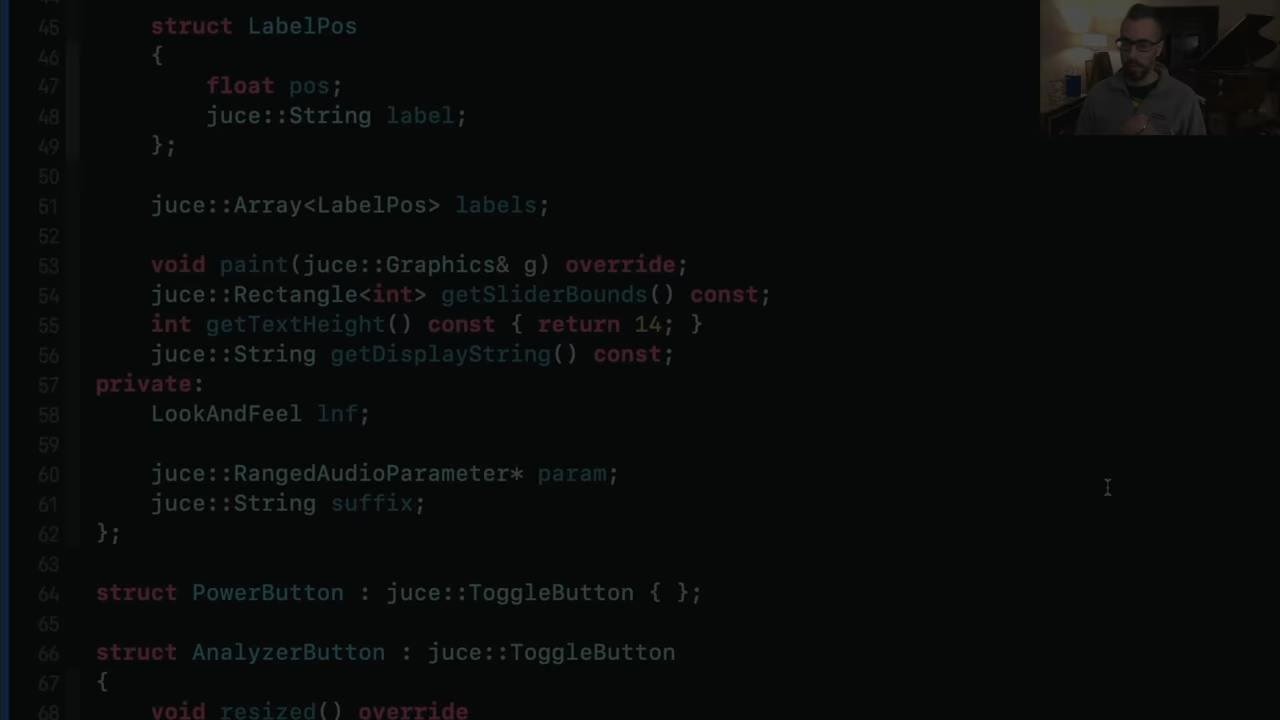 45 struct LabelPos
46 {
47 float pos;
48 juce::String label;
49 };
50
51 juce::Array<LabelPos> labels;
52
53 void paint(juce::Graphics& g) override;
54 juce::Rectangle<int> getSliderBounds() const;
55 int getTextHeight() const { return 14; }
56 juce::String getDisplayString() const;
57 private:
58 LookAndFeel lnf;
59
60 juce::RangedAudioParameter* param;
61 juce::String suffix;
62 };
63
64 struct PowerButton : juce::ToggleButton { };
65
66 struct AnalyzerButton : juce::ToggleButton
67 {
68 void resized() override